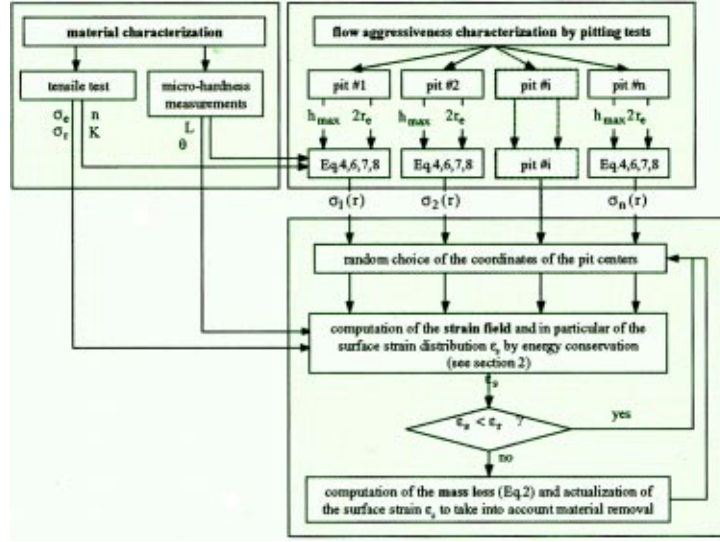 material characterization
flow aggressiveness characterization by pitting tests
tensile test
micro-hardness
measurements
pit #1
pit #2
pit #i
pit #n
σe n
σr K
L
θ
hmax 2re
hmax 2re
hmax 2re
Eq.4,6,7,8
Eq.4,6,7,8
pit #i
Eq.4,6,7,8
σ1(r)
σ2(r)
σn(r)
random choice of the coordinates of the pit centers
computation of the strain field and in particular of the
surface strain distribution εs by energy conservation
(see section 2)
εs
εs < εr ?
yes
no
computation of the mass loss (Eq.2) and actualization of
the surface strain εs to take into account material removal